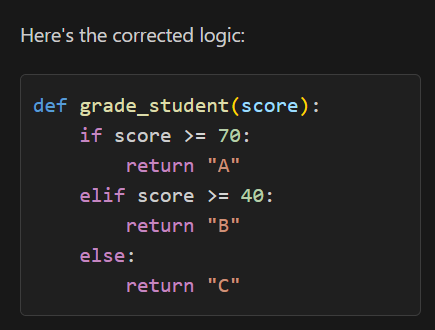 Here's the corrected logic:
def grade_student(score):
    if score >= 70:
        return "A"
    elif score >= 40:
        return "B"
    else:
        return "C"